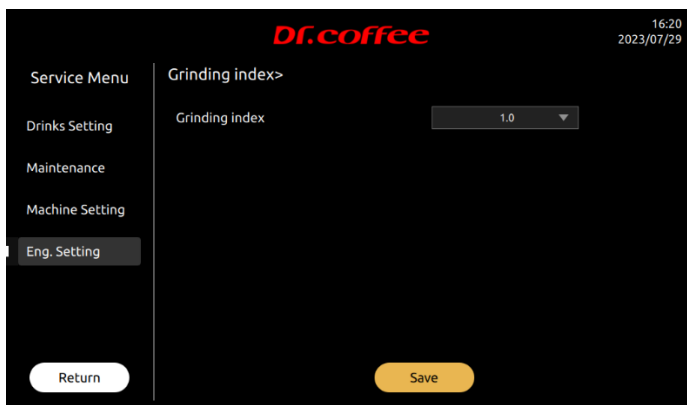 Dr.coffee
16:20
2023/07/29
Service Menu
Drinks Setting
Maintenance
Machine Setting
Eng. Setting
Return
Grinding index>
Grinding index
1.0
Save